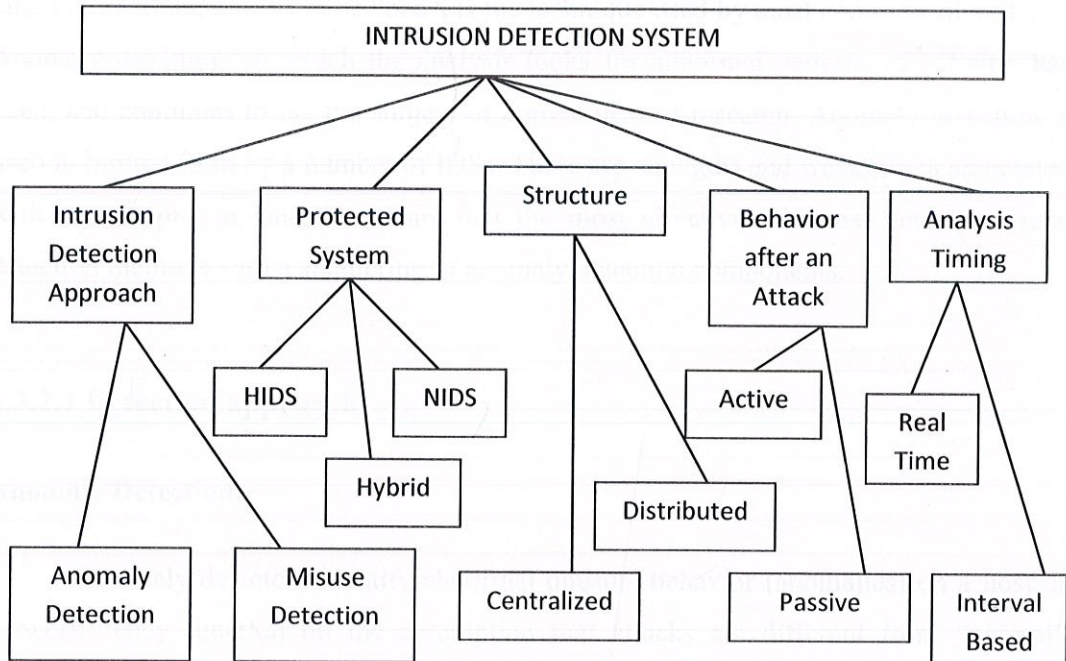 INTRUSION DETECTION SYSTEM
Intrusion
Detection
Approach
Protected
System
Structure
Behavior
after an
Attack
Analysis
Timing
HIDS
NIDS
Hybrid
Active
Real
Time
Distributed
Anomaly
Detection
Misuse
Detection
Centralized
Passive
Interval
Based